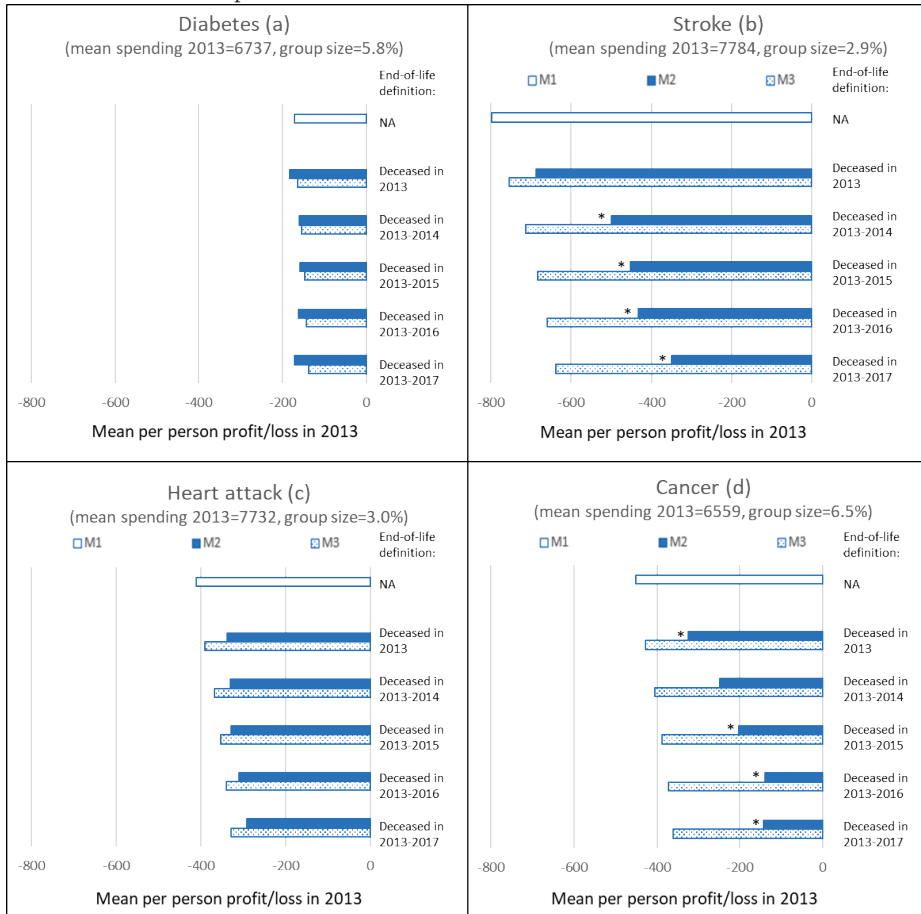 Diabetes (a)
(mean spending 2013=6737, group size=5.8%)
End-of-life
definition:
NA
Deceased in
2013
Deceased in
2013-2014
Deceased in
2013-2015
Deceased in
2013-2016
Deceased in
2013-2017
-800 -600 -400 -200 0
Mean per person profit/loss in 2013
Stroke (b)
(mean spending 2013=7784, group size=2.9%)
M1 M2 M3
End-of-life
definition:
NA
Deceased in
2013
*
Deceased in
2013-2014
*
Deceased in
2013-2015
*
Deceased in
2013-2016
*
Deceased in
2013-2017
-800 -600 -400 -200 0
Mean per person profit/loss in 2013
Heart attack (c)
(mean spending 2013=7732, group size=3.0%)
M1 M2 M3
End-of-life
definition:
NA
Deceased in
2013
Deceased in
2013-2014
Deceased in
2013-2015
Deceased in
2013-2016
Deceased in
2013-2017
-800 -600 -400 -200 0
Mean per person profit/loss in 2013
Cancer (d)
(mean spending 2013=6559, group size=6.5%)
M1 M2 M3
End-of-life
definition:
NA
*
Deceased in
2013
Deceased in
2013-2014
*
Deceased in
2013-2015
*
Deceased in
2013-2016
*
Deceased in
2013-2017
-800 -600 -400 -200 0
Mean per person profit/loss in 2013